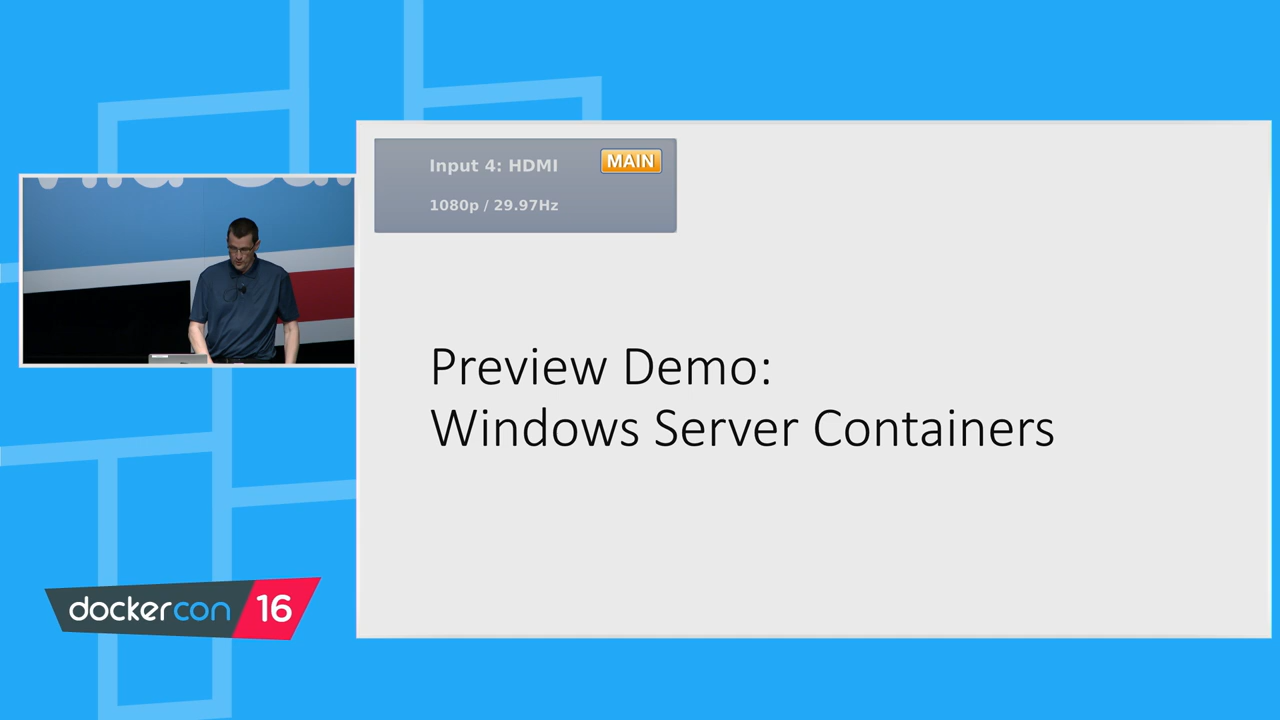 Input 4: HDMI
MAIN
1080p / 29.97Hz
Preview Demo:
Windows Server Containers
dockercon 16